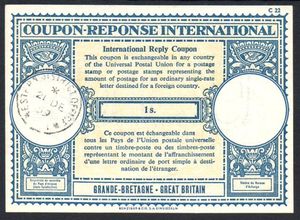 C 22
COUPON-REPONSE INTERNATIONAL
International Reply Coupon
This coupon is exchangeable in any
country of the Universal Postal Union for a postage
stamp or postage stamps representing the
amount of postage for an ordinary single-rate
letter destined for a foreign country.
1s.
Ce coupon est échangeable dans
tous les Pays de l'Union postale universelle
contre un timbre-poste ou des timbres-poste
représentant le montant de l'affranchissement
d'une lettre ordinaire de port simple à destination
de l'étranger.
GRANDE-BRETAGNE - GREAT BRITAIN